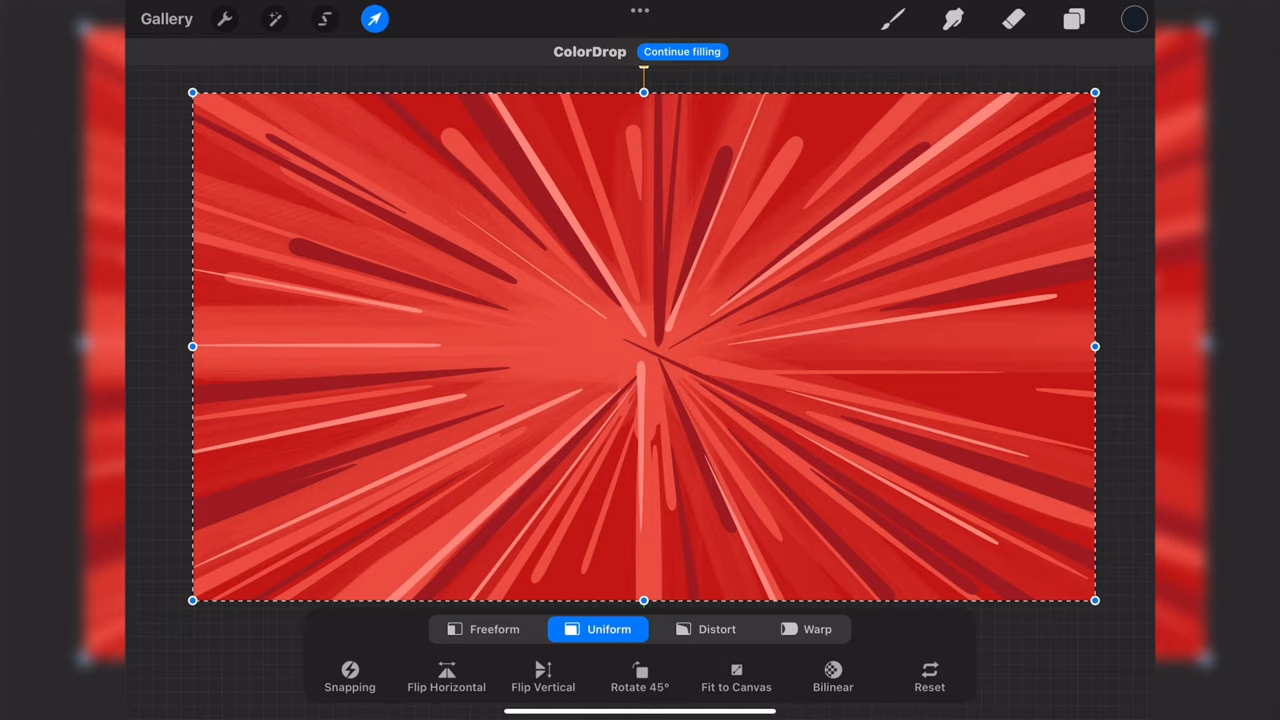 Gallery
ColorDrop Continue filling
Freeform Uniform Distort Warp
Snapping Flip Horizontal Flip Vertical Rotate 45° Fit to Canvas Bilinear Reset